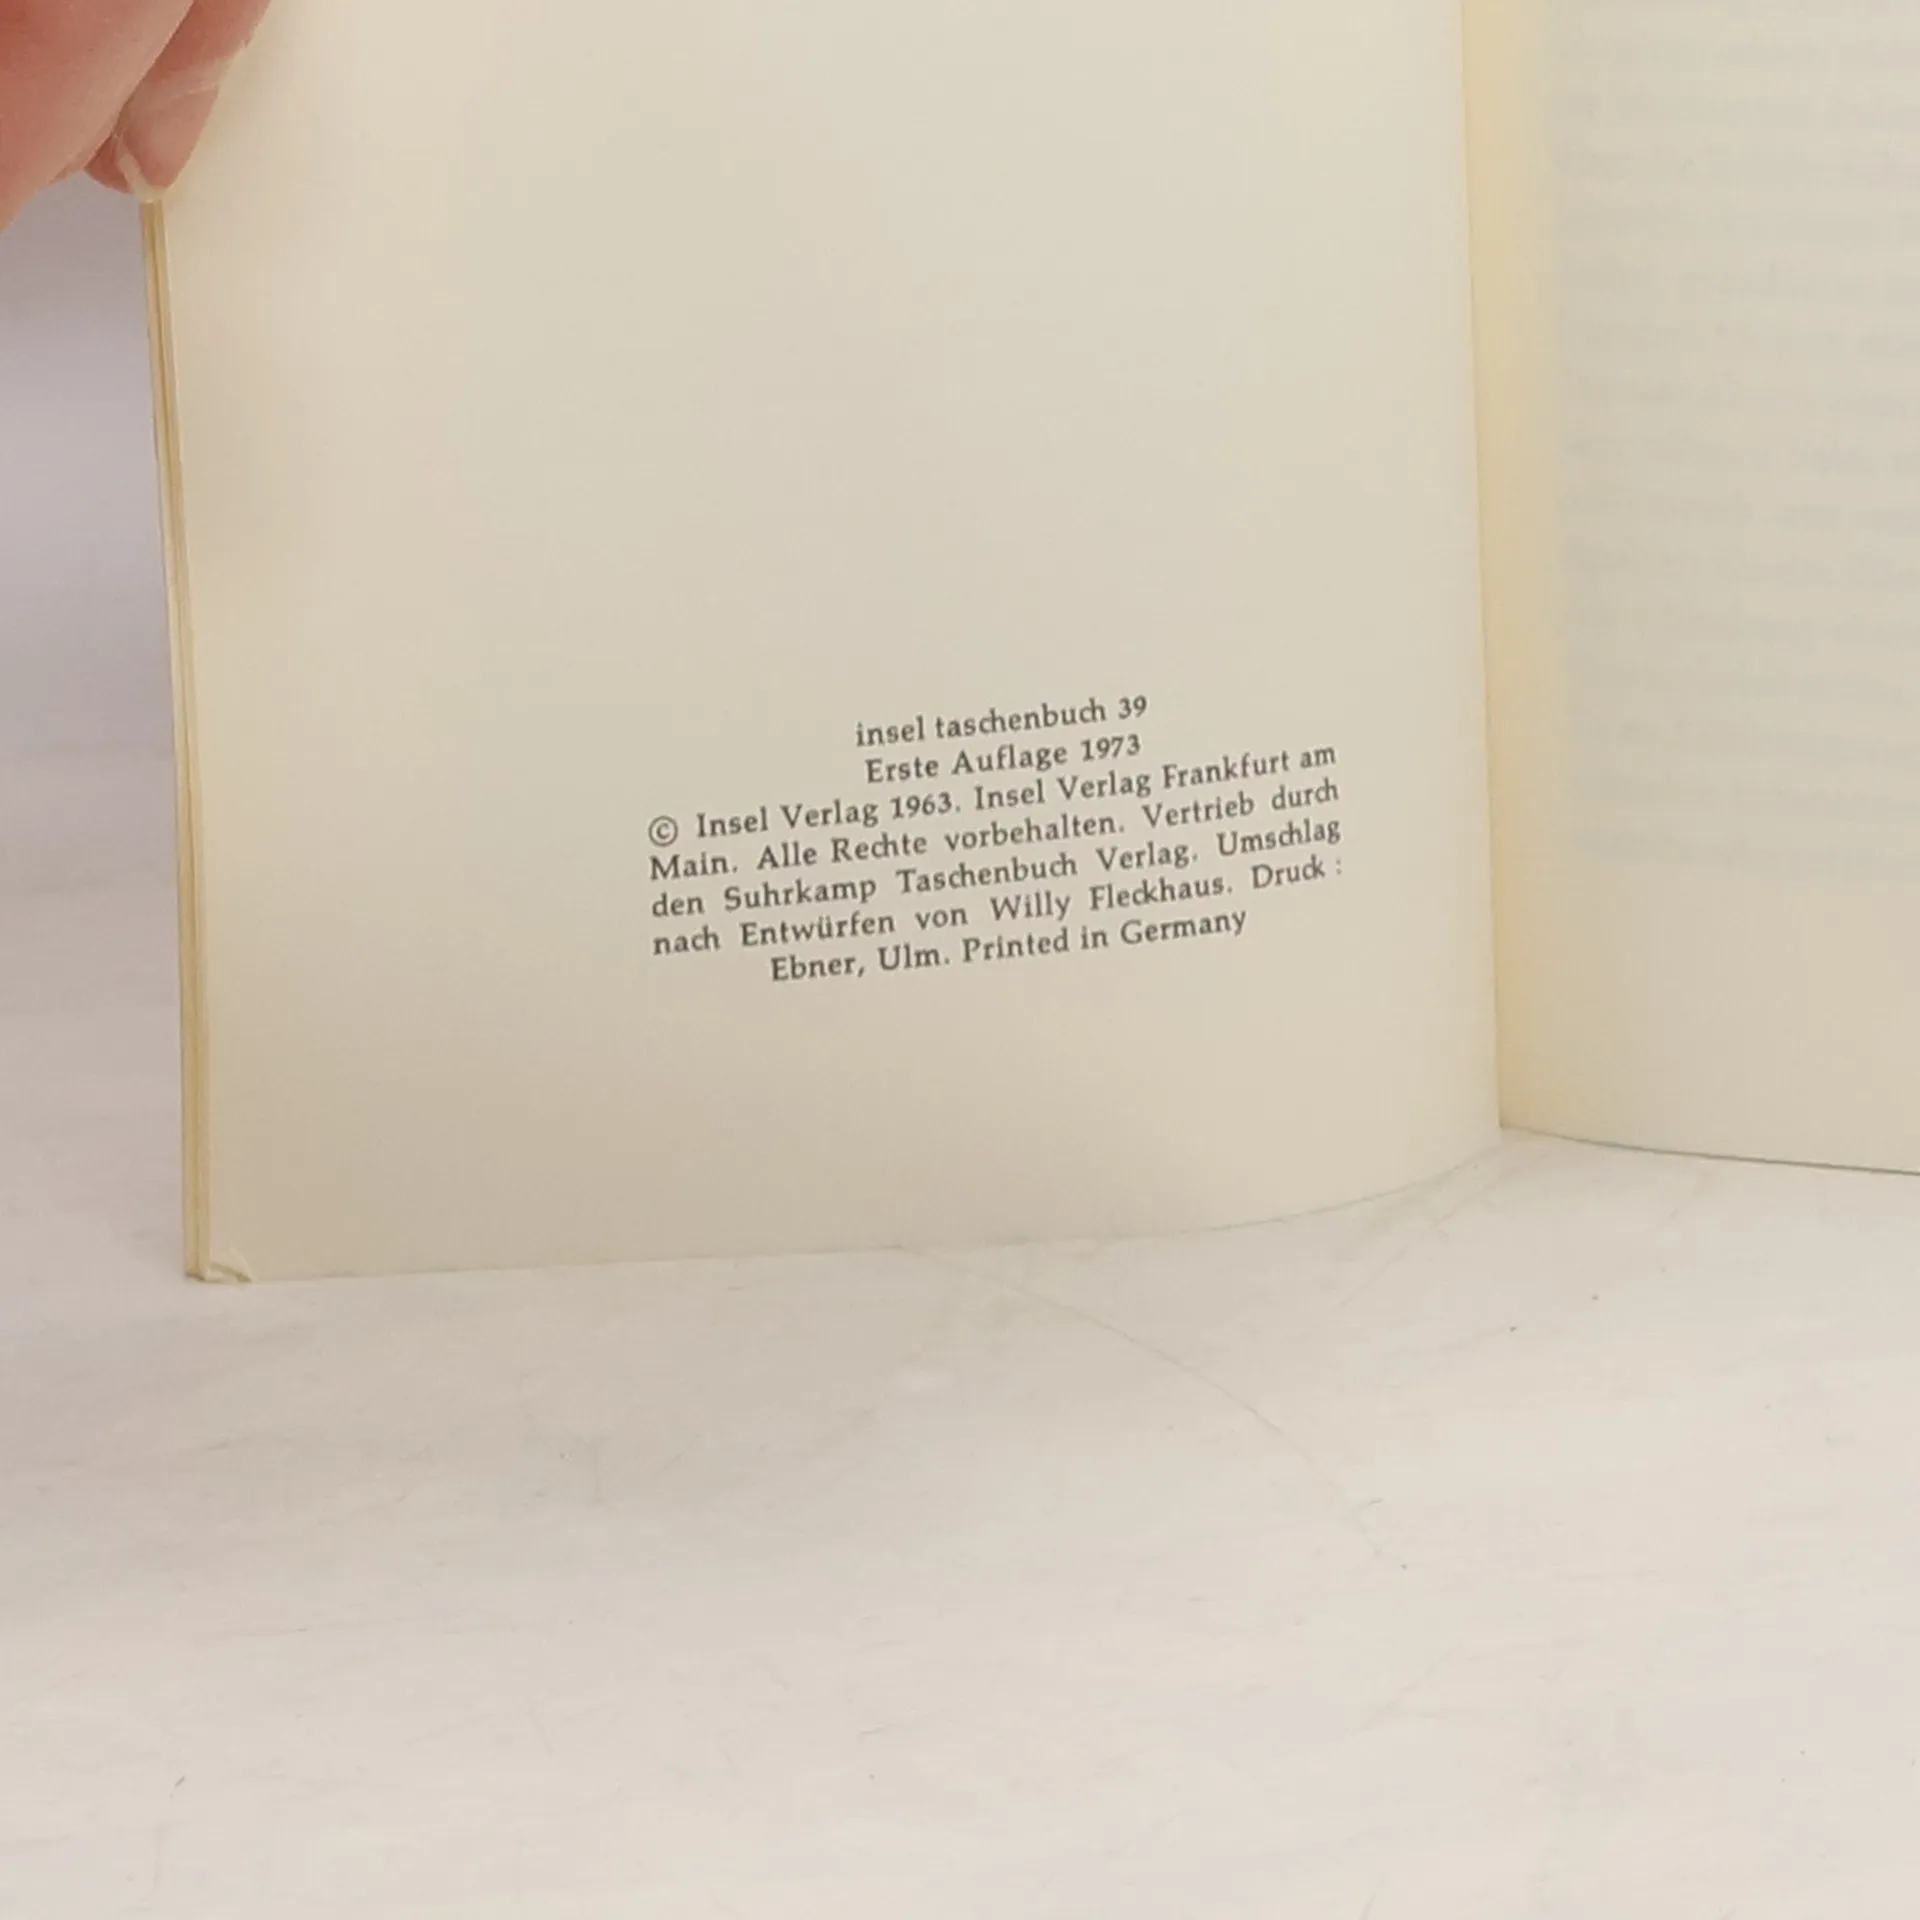 insel taschenbuch 39
Erste Auflage 1973
© Insel Verlag 1963. Insel Verlag Frankfurt am
Main. Alle Rechte vorbehalten. Vertrieb durch
den Suhrkamp Taschenbuch Verlag. Umschlag
nach Entwürfen von Willy Fleckhaus. Druck :
Ebner, Ulm. Printed in Germany